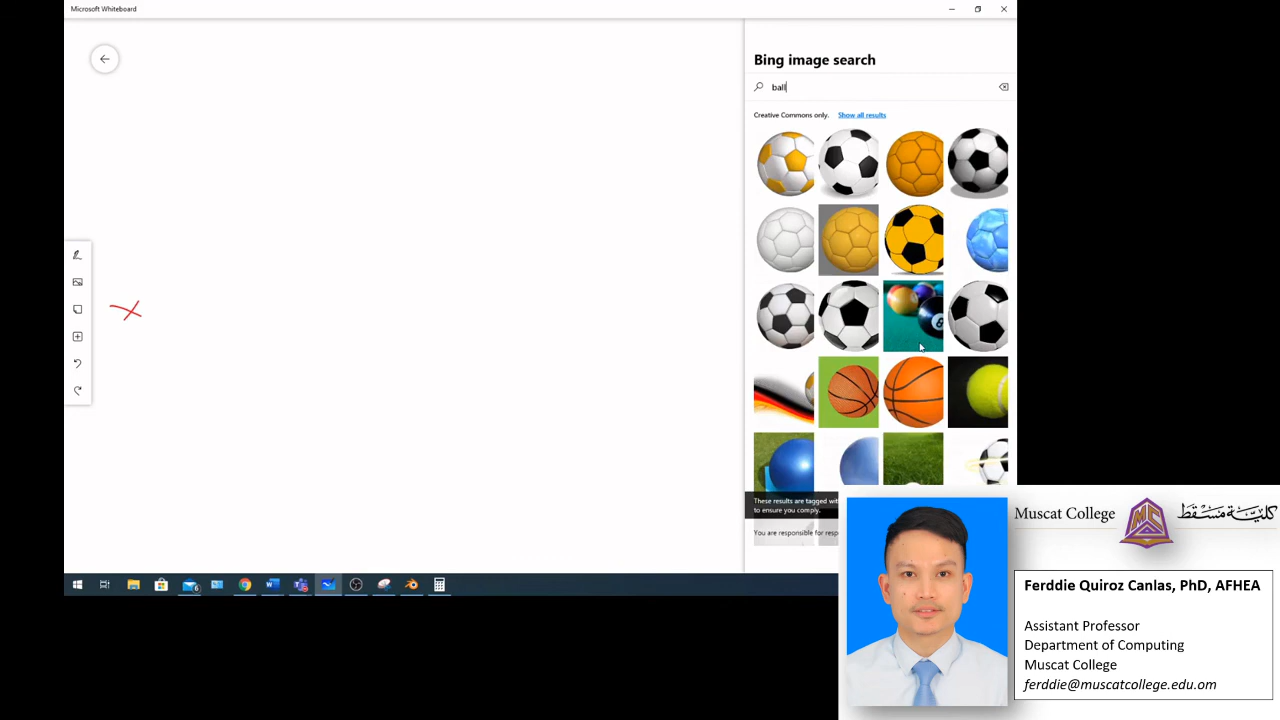 Microsoft Whiteboard
Bing image search
ball
Creative Commons only. Show all results
8
These results are tagged wit
to ensure you comply.
You are responsible for resp
6
Muscat College
كلية مسقط
Ferddie Quiroz Canlas, PhD, AFHEA
Assistant Professor
Department of Computing
Muscat College
ferddie@muscatcollege.edu.om